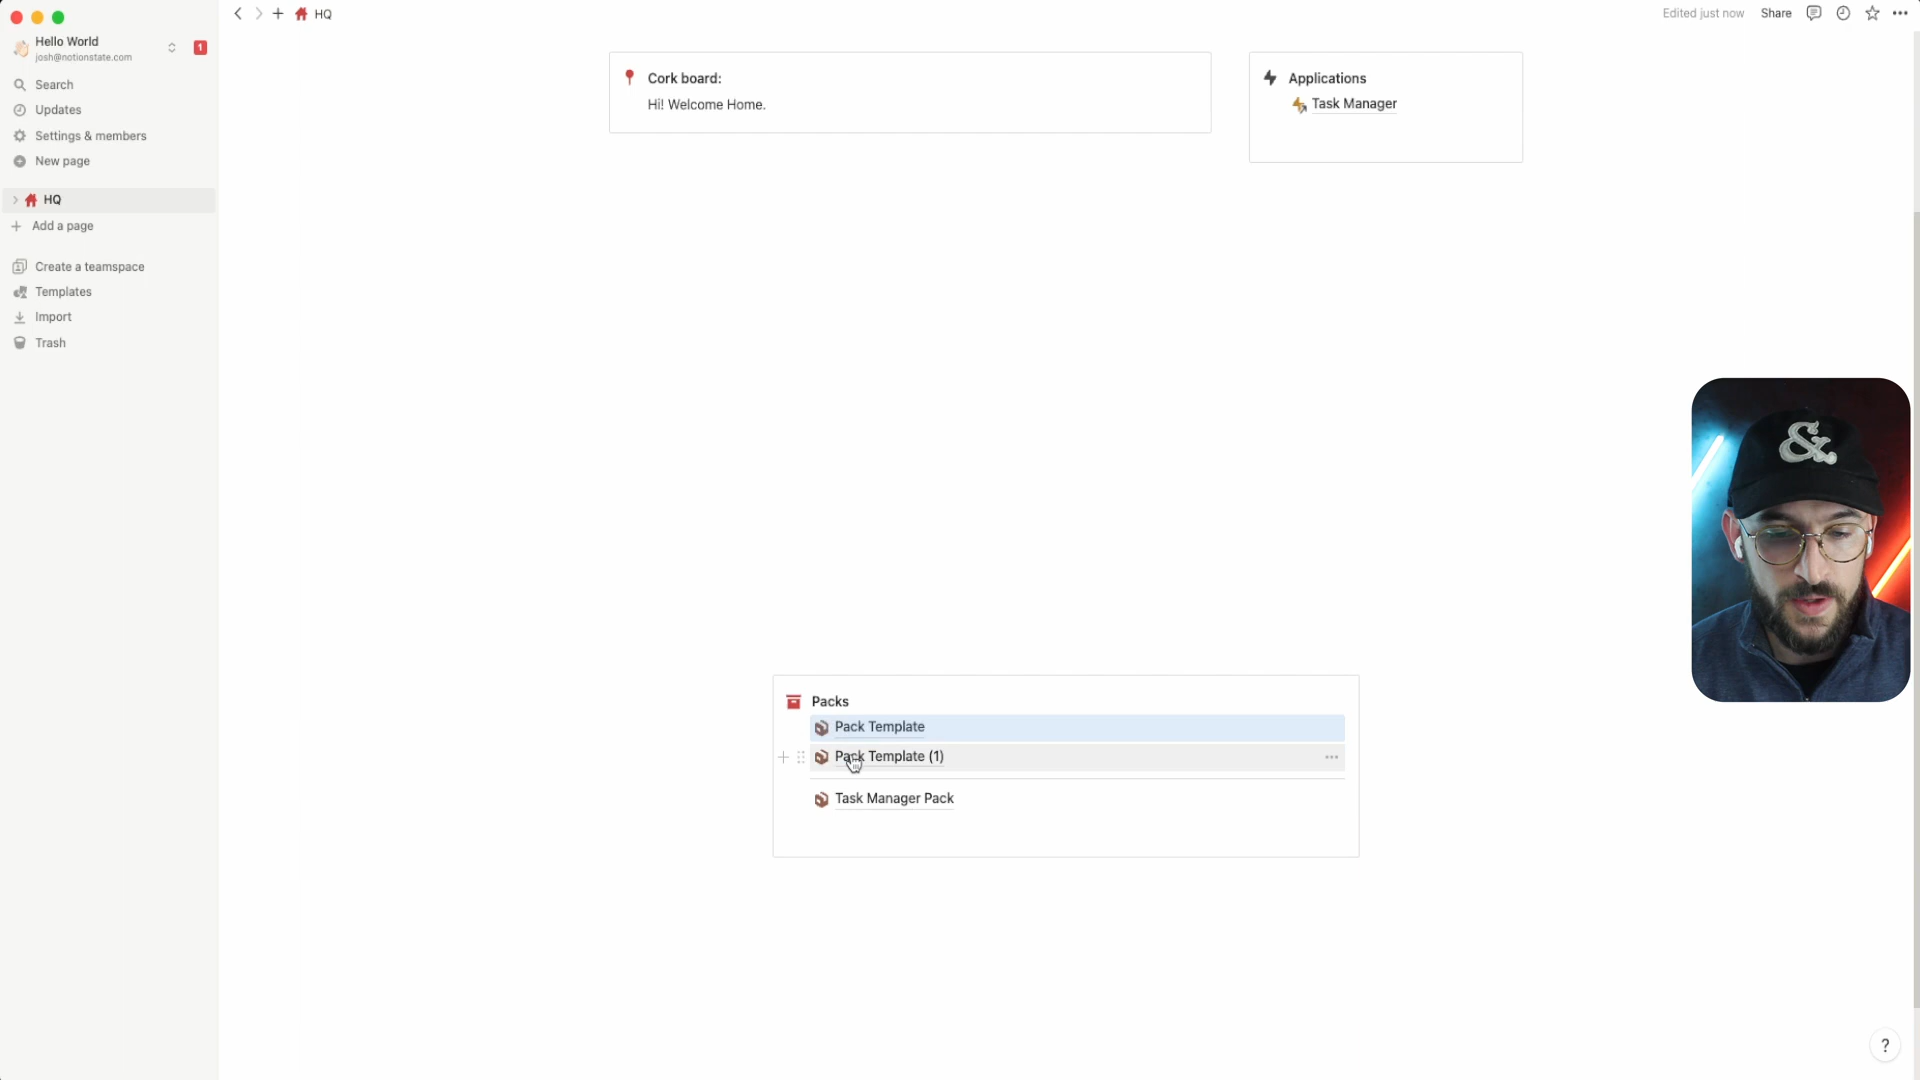 HQ
Edited just now
Share
Hello World
josh@notionstate.com
1
Search
Updates
Settings & members
New page
HQ
Add a page
Create a teamspace
Templates
Import
Trash
Cork board:
Hi! Welcome Home.
Applications
Task Manager
&
Packs
Pack Template
Pack Template (1)
Task Manager Pack
?